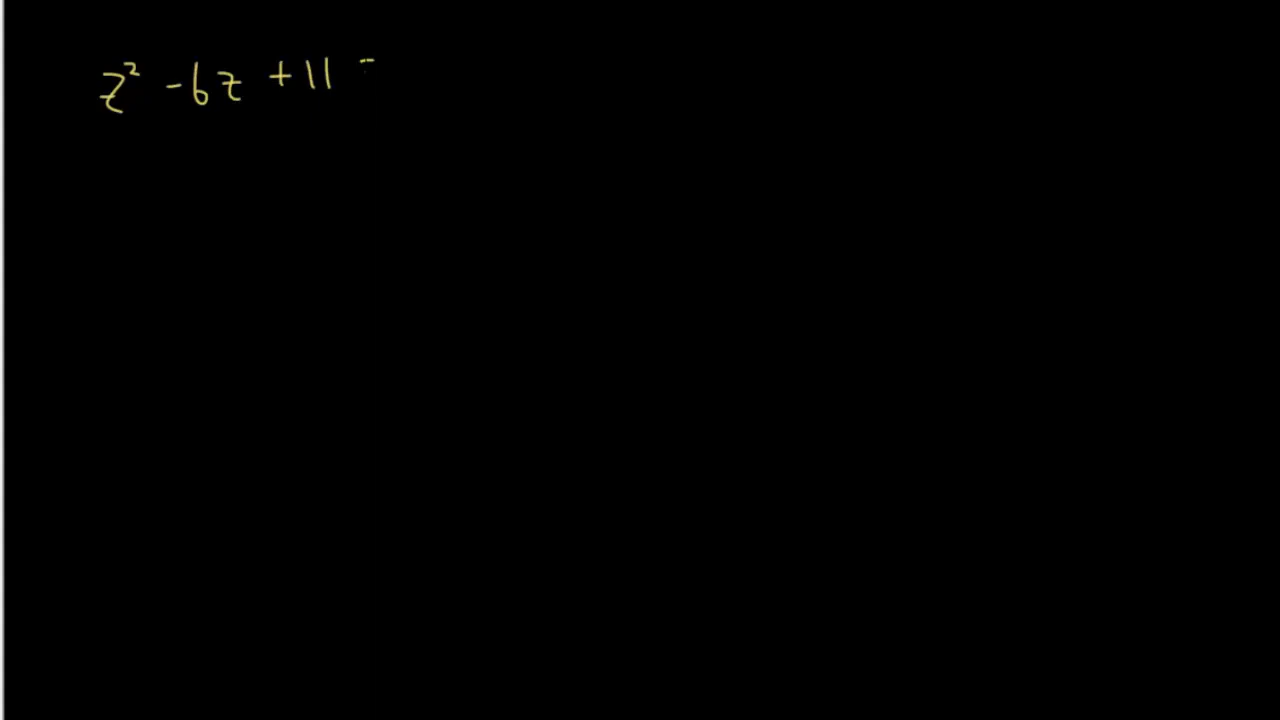 z² - 6z + 11 =